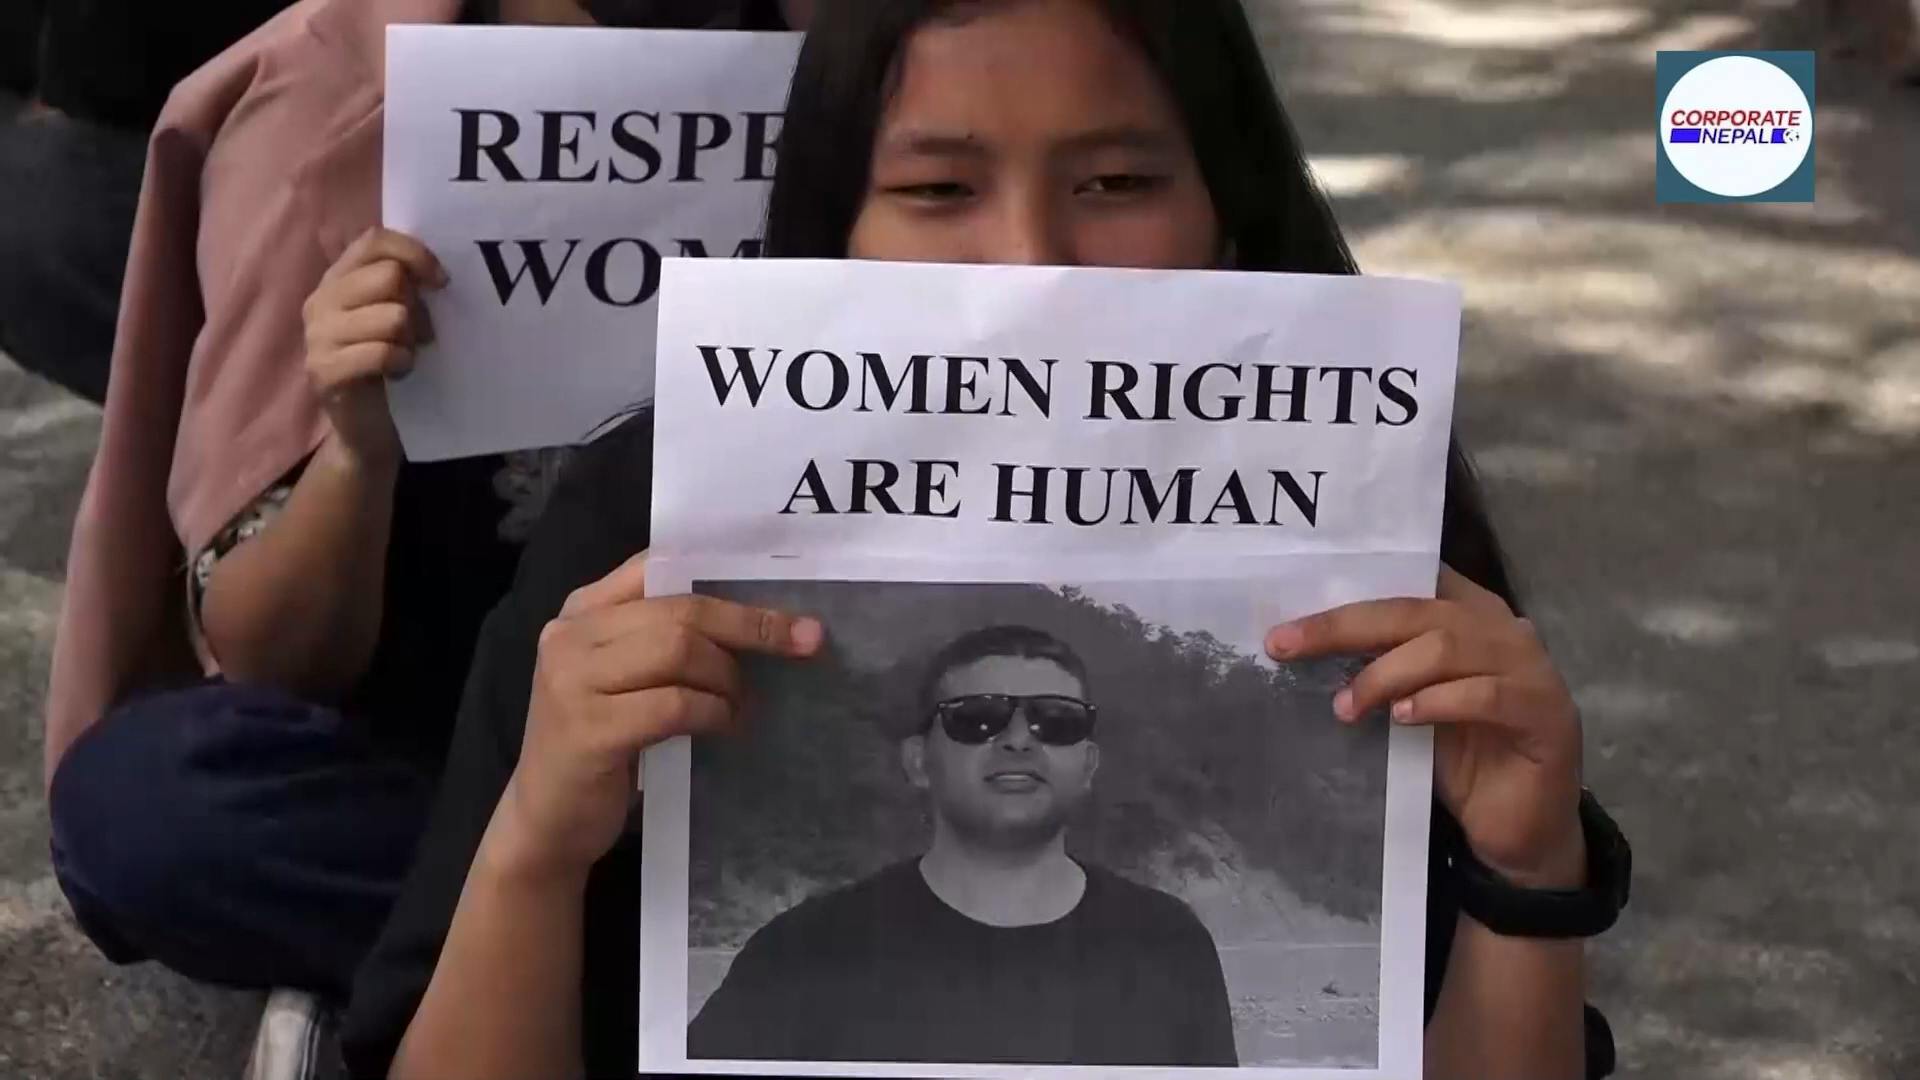 RESPE
WOM
WOMEN RIGHTS
ARE HUMAN
CORPORATE
NEPAL